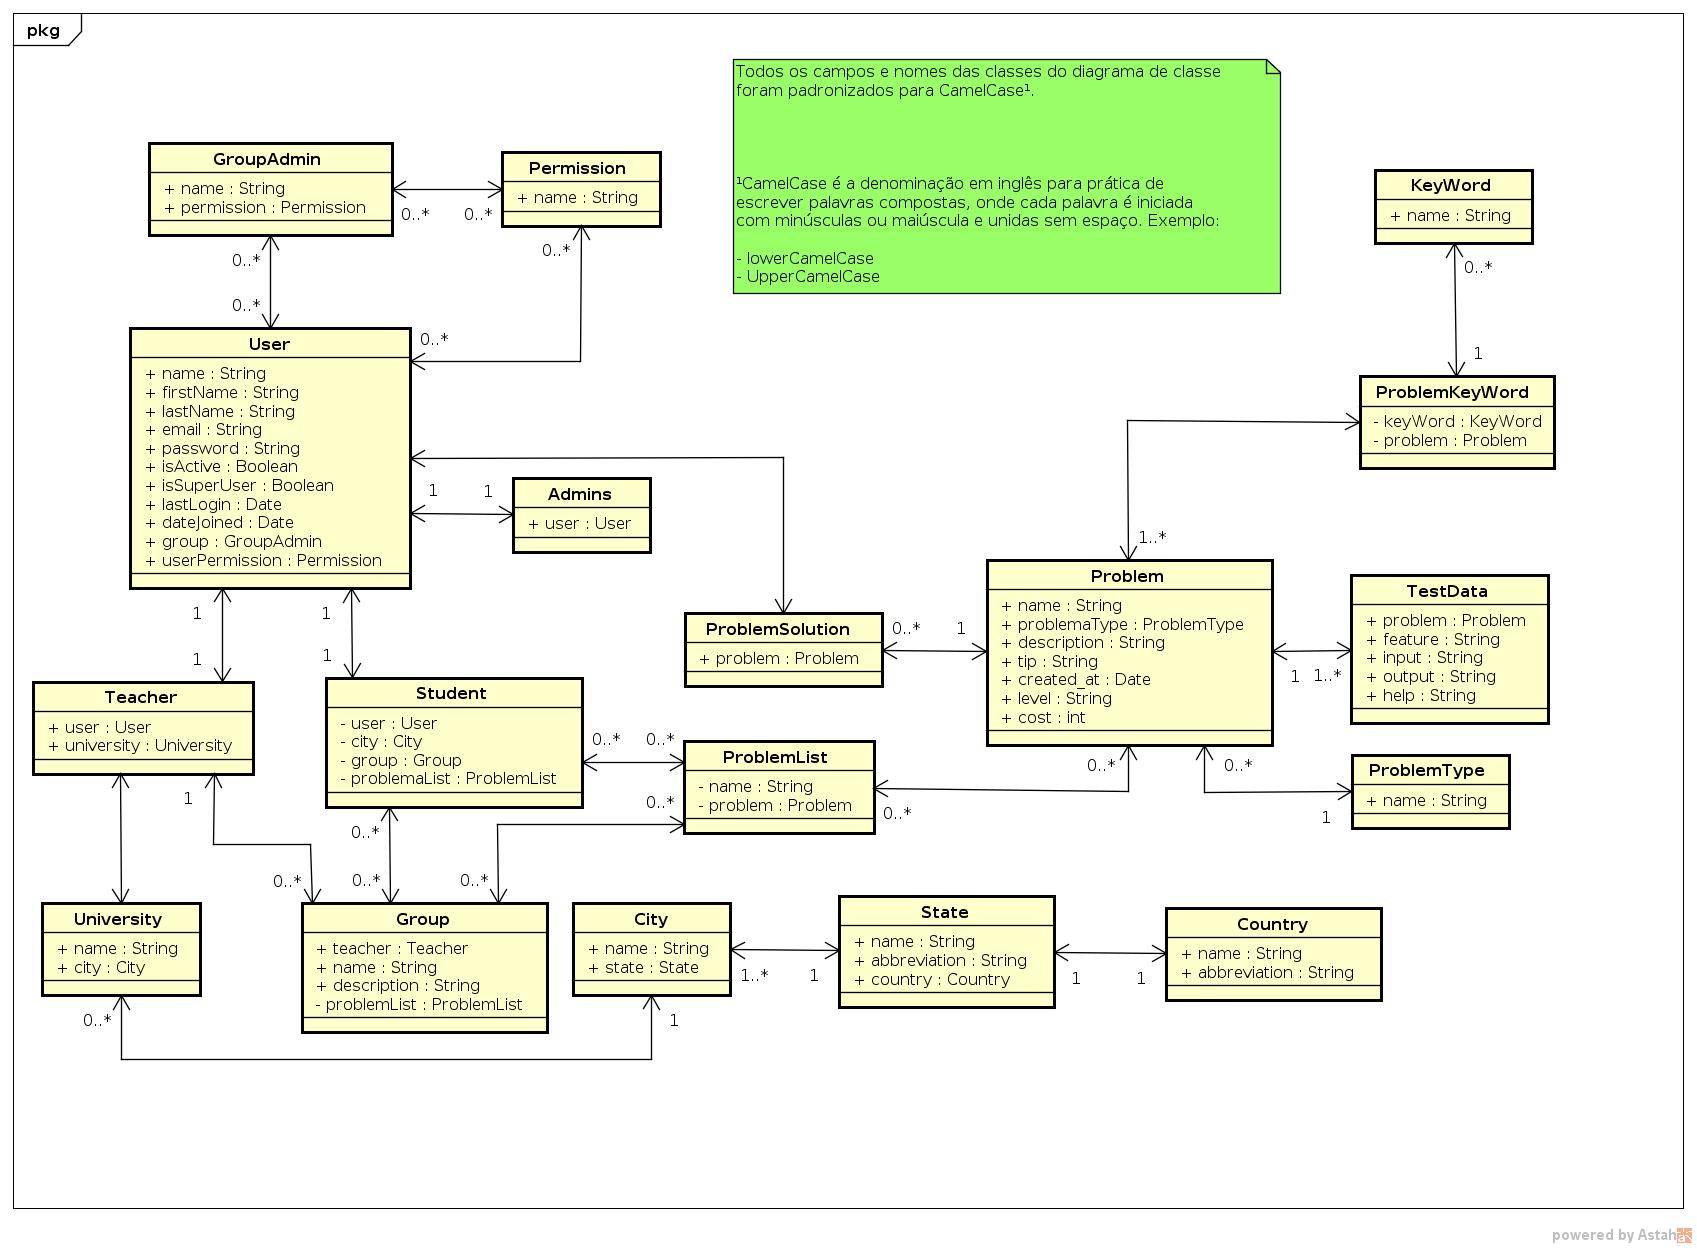 pkg
Todos os campos e nomes das classes do diagrama de classe
foram padronizados para CamelCase¹.
¹CamelCase é a denominação em inglês para prática de
escrever palavras compostas, onde cada palavra é iniciada
com minúsculas ou maiúscula e unidas sem espaço. Exemplo:
- lowerCamelCase
- UpperCamelCase
GroupAdmin
+ name : String
+ permission : Permission
0..*
0..*
Permission
+ name : String
0..*
0..*
0..*
0..*
User
+ name : String
+ firstName : String
+ lastName : String
+ email : String
+ password : String
+ isActive : Boolean
+ isSuperUser : Boolean
+ lastLogin : Date
+ dateJoined : Date
+ group : GroupAdmin
+ userPermission : Permission
1
1
Admins
+ user : User
KeyWord
+ name : String
0..*
1
ProblemKeyWord
- keyWord : KeyWord
- problem : Problem
1..*
1
1
1
1
Teacher
+ user : User
+ university : University
Student
- user : User
- city : City
- group : Group
- problemaList : ProblemList
ProblemSolution
+ problem : Problem
0..*
1
Problem
+ name : String
+ problemaType : ProblemType
+ description : String
+ tip : String
+ created_at : Date
+ level : String
+ cost : int
1
1..*
TestData
+ problem : Problem
+ feature : String
+ input : String
+ output : String
+ help : String
0..*
0..*
ProblemList
- name : String
- problem : Problem
0..*
0..*
0..*
0..*
1
ProblemType
+ name : String
1
0..*
0..*
0..*
0..*
University
+ name : String
+ city : City
Group
+ teacher : Teacher
+ name : String
+ description : String
- problemList : ProblemList
City
+ name : String
+ state : State
1..*
1
State
+ name : String
+ abbreviation : String
+ country : Country
1
1
Country
+ name : String
+ abbreviation : String
0..*
1
powered by Astah